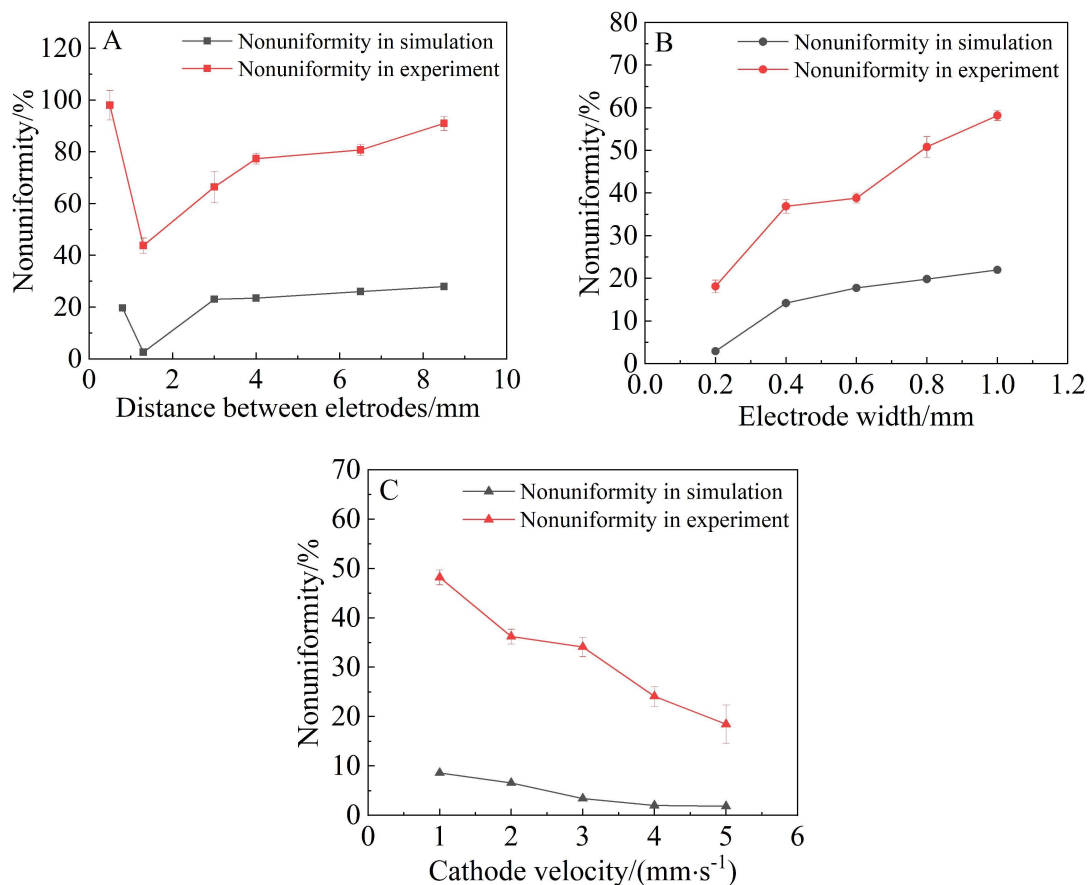 A
Nonuniformity in simulation
Nonuniformity in experiment
Nonuniformity/%
120
100
80
60
40
20
0
0 2 4 6 8 10
Distance between eletrodes/mm
B
Nonuniformity in simulation
Nonuniformity in experiment
Nonuniformity/%
80
70
60
50
40
30
20
10
0
0.0 0.2 0.4 0.6 0.8 1.0 1.2
Electrode width/mm
C
Nonuniformity in simulation
Nonuniformity in experiment
Nonuniformity/%
70
60
50
40
30
20
10
0
0 1 2 3 4 5 6
Cathode velocity/(mm·s⁻¹)